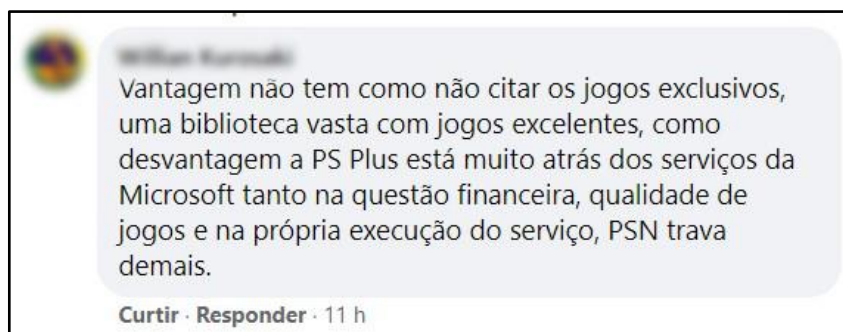 Vantagem não tem como não citar os jogos exclusivos,
uma biblioteca vasta com jogos excelentes, como
desvantagem a PS Plus está muito atrás dos serviços da
Microsoft tanto na questão financeira, qualidade de
jogos e na própria execução do serviço, PSN trava
demais.
Curtir · Responder · 11 h